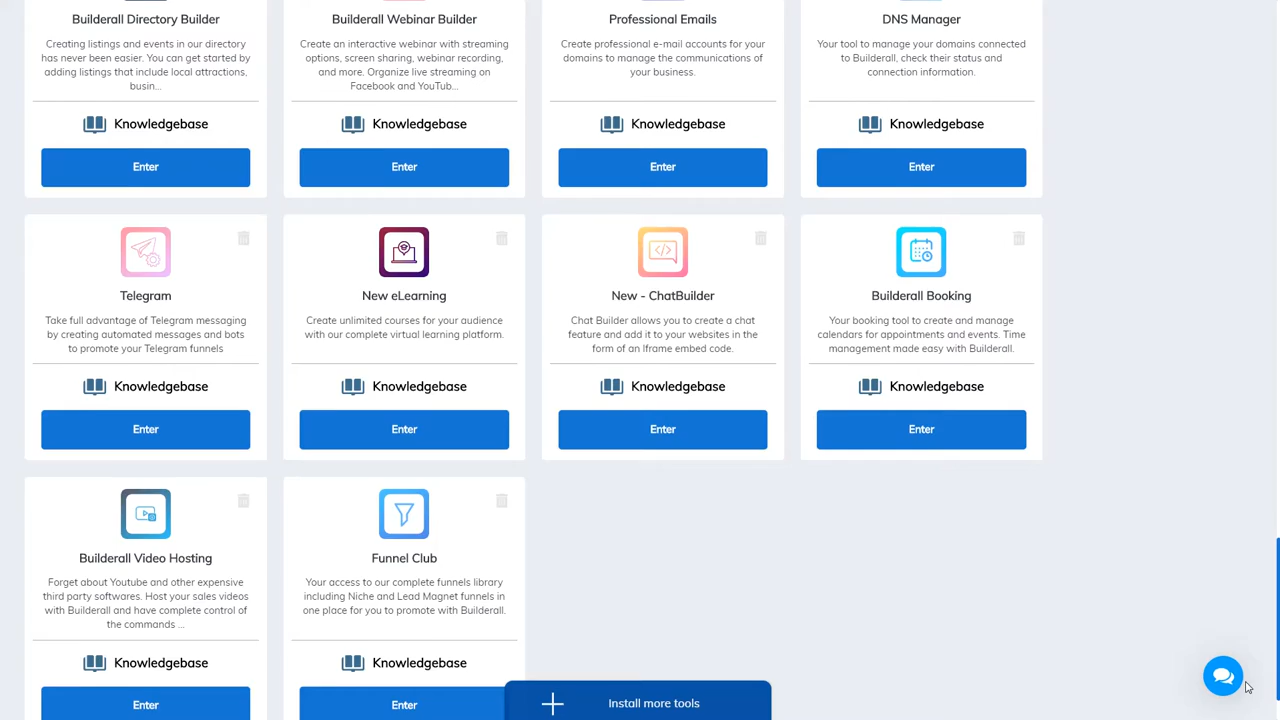 Builderall Directory Builder
Creating listings and events in our directory
has never been easier. You can get started by
adding listings that include local attractions,
busin...
Knowledgebase
Enter
Builderall Webinar Builder
Create an interactive webinar with streaming
options, screen sharing, webinar recording,
and more. Organize live streaming on
Facebook and YouTub...
Knowledgebase
Enter
Professional Emails
Create professional e-mail accounts for your
domains to manage the communications of
your business.
Knowledgebase
Enter
DNS Manager
Your tool to manage your domains connected
to Builderall, check their status and
connection information.
Knowledgebase
Enter
Telegram
Take full advantage of Telegram messaging
by creating automated messages and bots
to promote your Telegram funnels
Knowledgebase
Enter
New eLearning
Create unlimited courses for your audience
with our complete virtual learning platform.
Knowledgebase
Enter
New - ChatBuilder
Chat Builder allows you to create a chat
feature and add it to your websites in the
form of an Iframe embed code.
Knowledgebase
Enter
Builderall Booking
Your booking tool to create and manage
calendars for appointments and events. Time
management made easy with Builderall.
Knowledgebase
Enter
Builderall Video Hosting
Forget about Youtube and other expensive
third party softwares. Host your sales videos
with Builderall and have complete control of
the commands ...
Knowledgebase
Enter
Funnel Club
Your access to our complete funnels library
including Niche and Lead Magnet funnels in
one place for you to promote with Builderall.
Knowledgebase
Enter
Install more tools